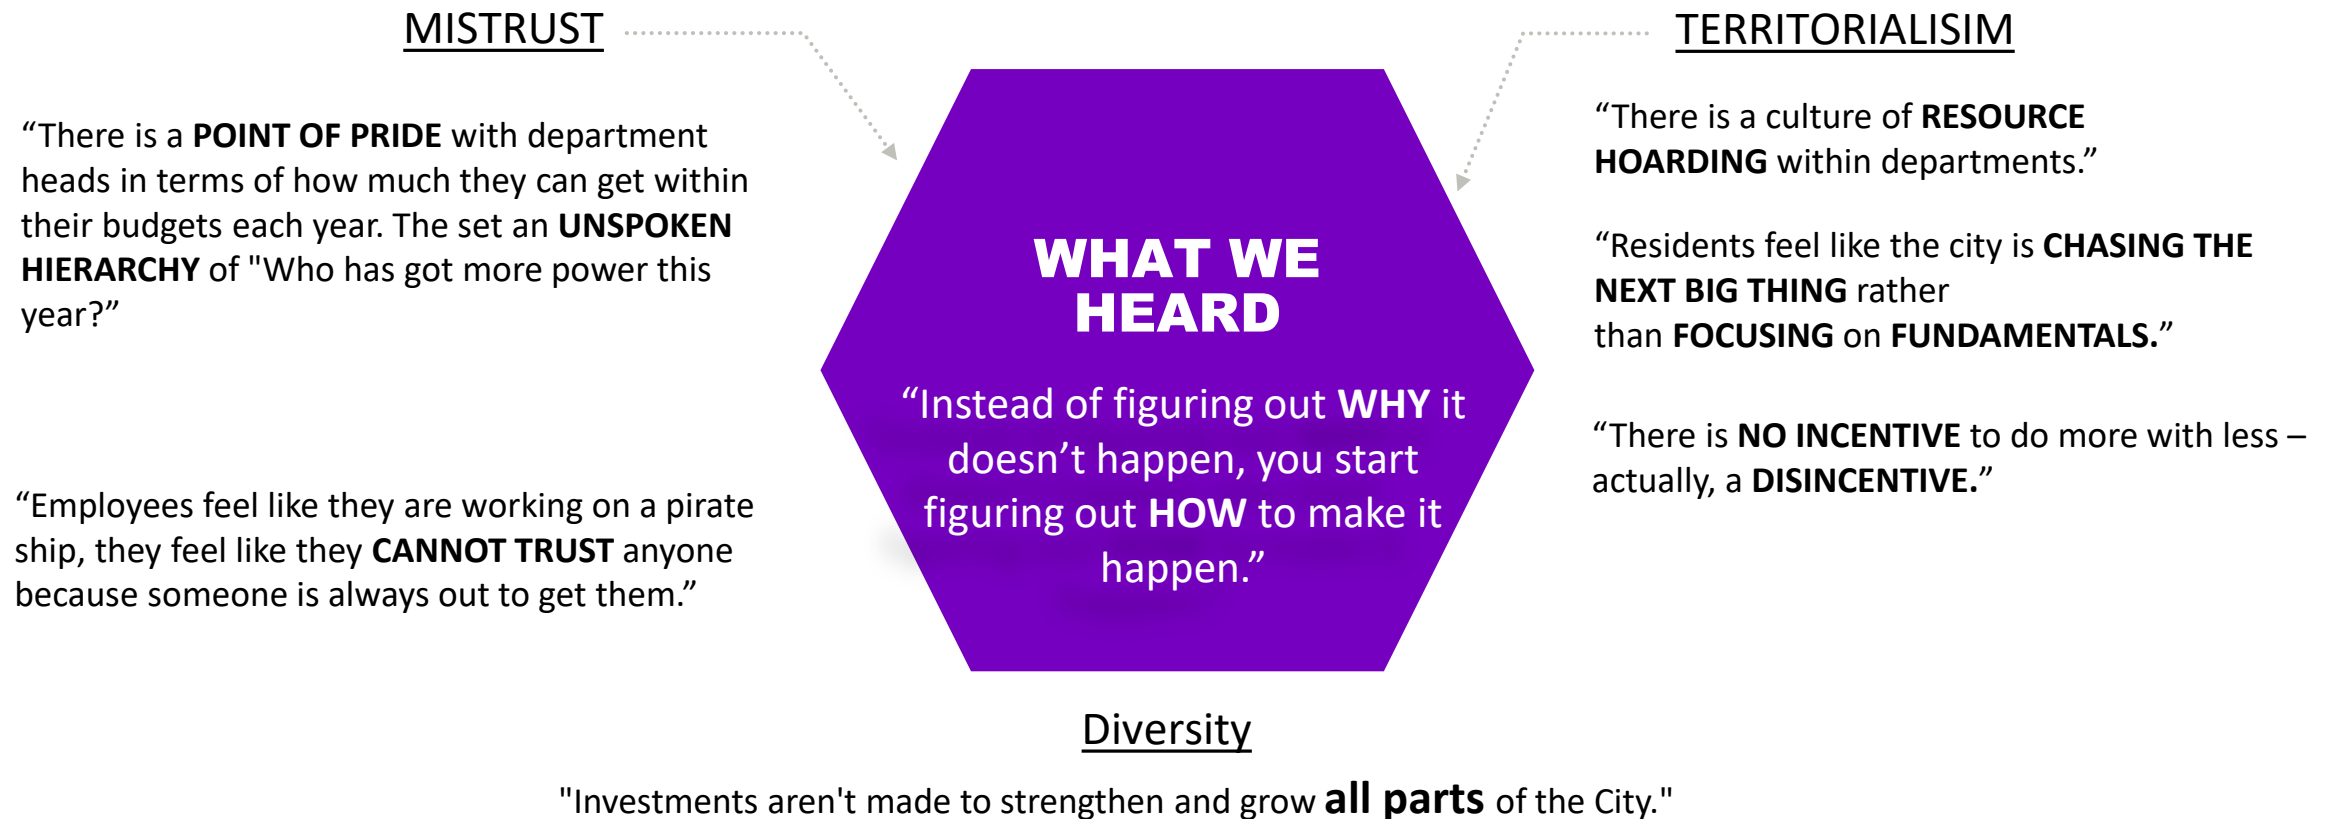 MISTRUST
“There is a POINT OF PRIDE with department
heads in terms of how much they can get within
their budgets each year. The set an UNSPOKEN
HIERARCHY of "Who has got more power this
year?”
“Employees feel like they are working on a pirate
ship, they feel like they CANNOT TRUST anyone
because someone is always out to get them.”
WHAT WE
HEARD
“Instead of figuring out WHY it
doesn’t happen, you start
figuring out HOW to make it
happen.”
TERRITORIALISIM
“There is a culture of RESOURCE
HOARDING within departments.”
“Residents feel like the city is CHASING THE
NEXT BIG THING rather
than FOCUSING on FUNDAMENTALS.”
“There is NO INCENTIVE to do more with less –
actually, a DISINCENTIVE.”
Diversity
"Investments aren't made to strengthen and grow all parts of the City."